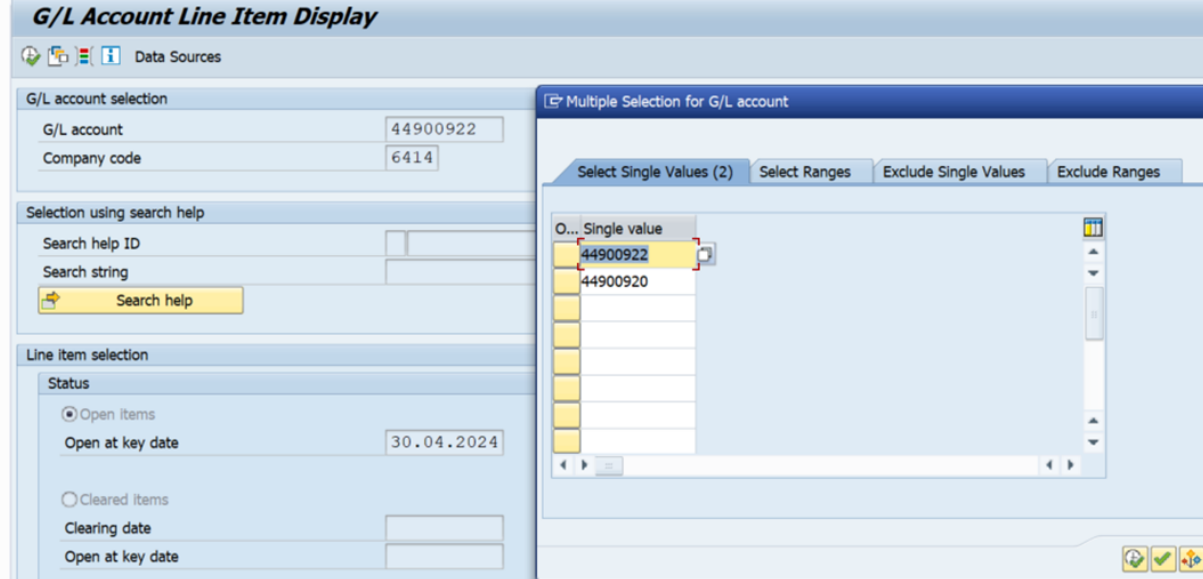 G/L Account Line Item Display
Data Sources
G/L account selection
G/L account 44900922
Company code 6414
Selection using search help
Search help ID
Search string
Search help
Line item selection
Status
Open items
Open at key date 30.04.2024
Cleared items
Clearing date
Open at key date
Multiple Selection for G/L account
Select Single Values (2) Select Ranges Exclude Single Values Exclude Ranges
O... Single value
44900922
44900920